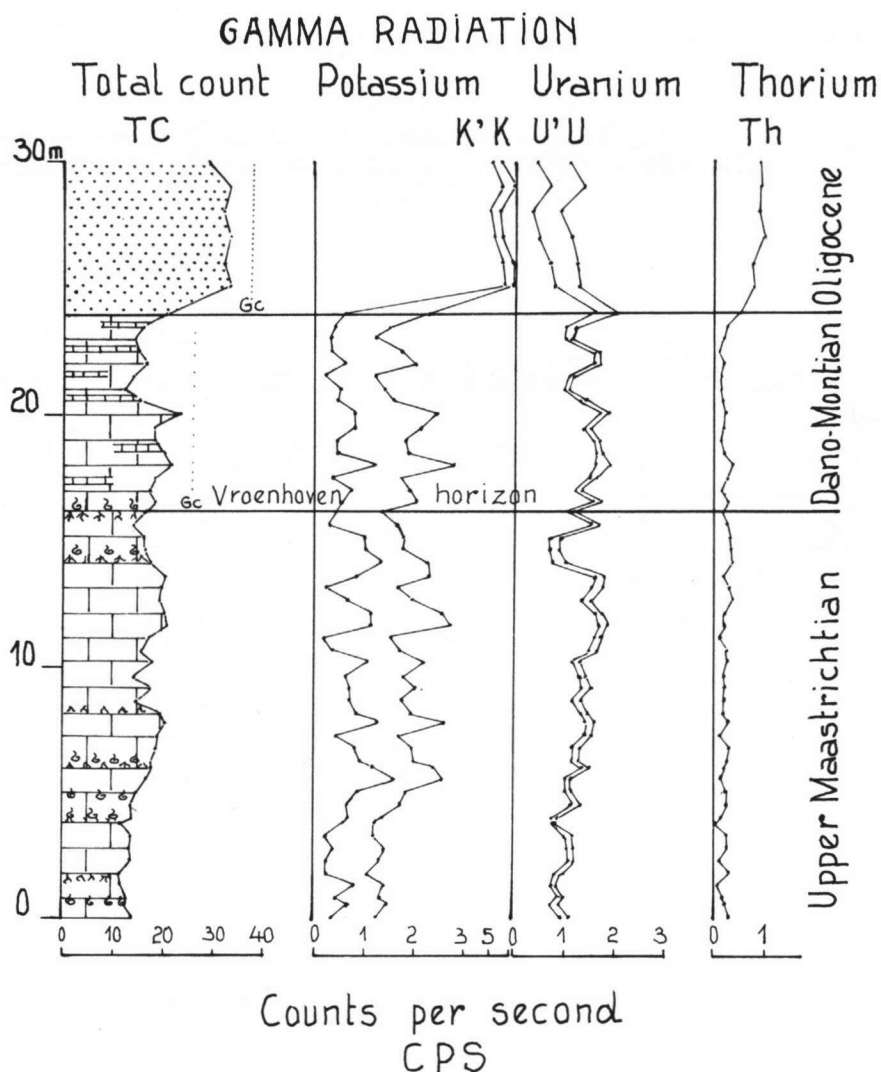 GAMMA RADIATION
Total count Potassium Uranium Thorium
TC K' K U' U Th
30m
Oligocene
Gc
20
Dano-Montian
Gc Vroenhoven horizon
10
Upper Maastrichtian
0
0 10 20 30 40 0 1 2 3 5 0 1 2 3 0 1
Counts per second
CPS